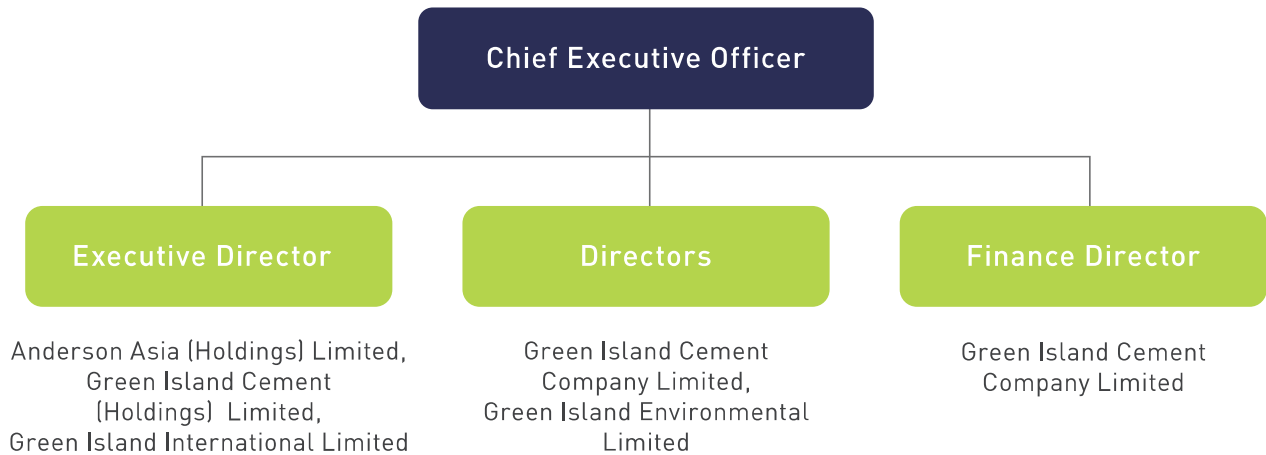 Chief Executive Officer
Executive Director
Directors
Finance Director
Anderson Asia (Holdings) Limited,
Green Island Cement
(Holdings) Limited,
Green Island International Limited
Green Island Cement
Company Limited,
Green Island Environmental
Limited
Green Island Cement
Company Limited